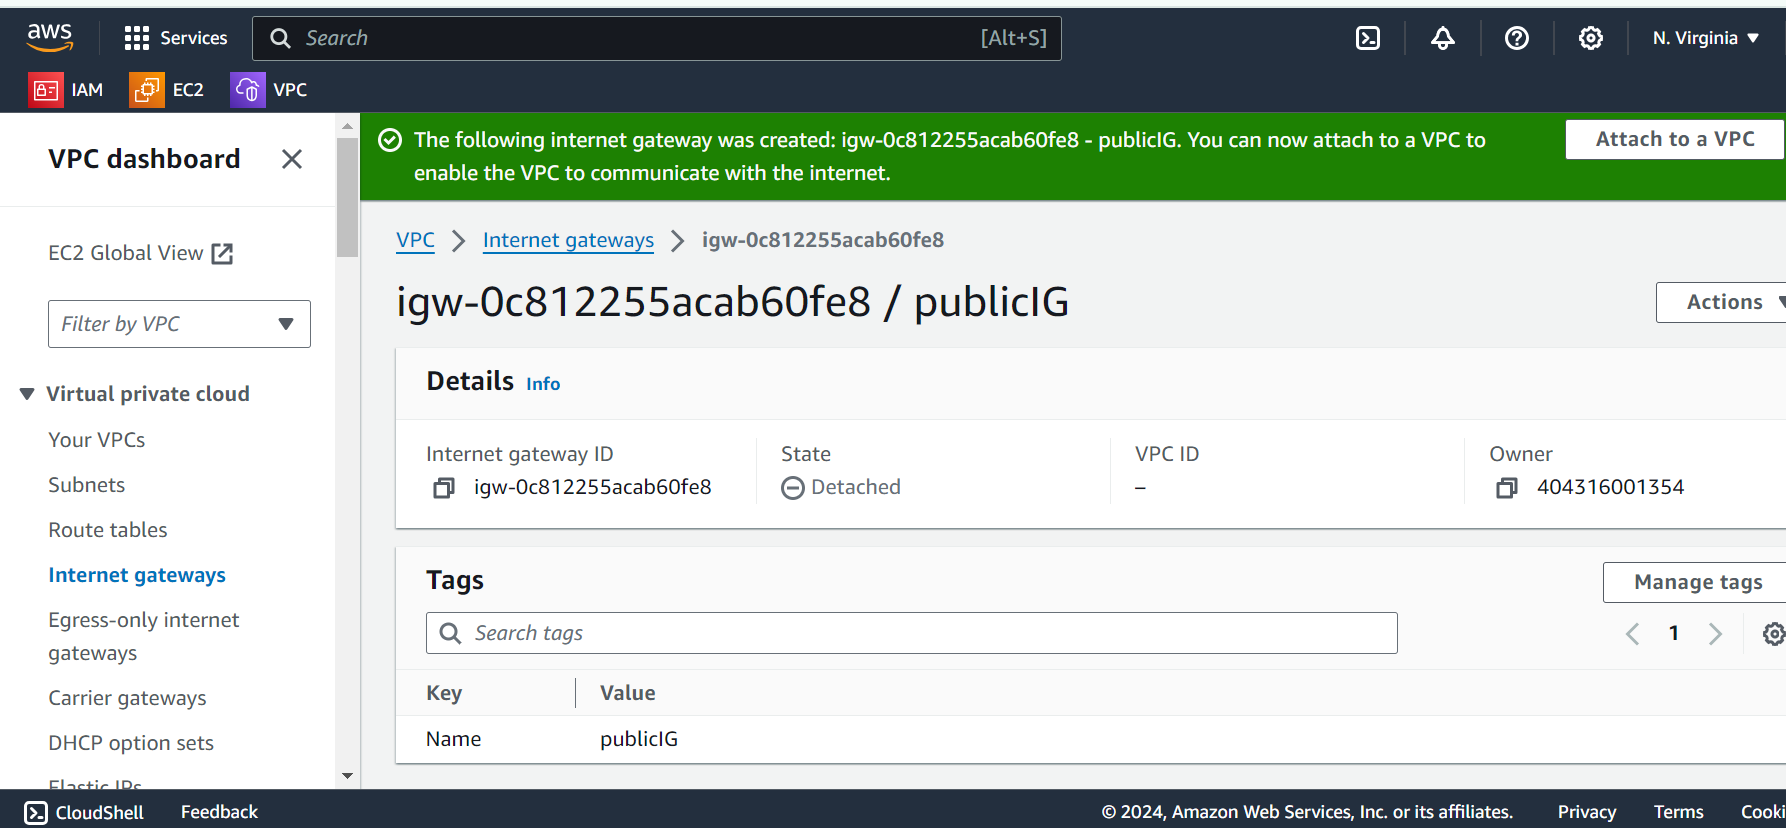 aws
Services
Search
[Alt+S]
N. Virginia
IAM
EC2
VPC
VPC dashboard
EC2 Global View
Filter by VPC
Virtual private cloud
Your VPCs
Subnets
Route tables
Internet gateways
Egress-only internet
gateways
Carrier gateways
DHCP option sets
Elastic IPs
The following internet gateway was created: igw-0c812255acab60fe8 - publicIG. You can now attach to a VPC to
enable the VPC to communicate with the internet.
Attach to a VPC
VPC
Internet gateways
igw-0c812255acab60fe8
igw-0c812255acab60fe8 / publicIG
Actions
Details Info
Internet gateway ID
igw-0c812255acab60fe8
State
Detached
VPC ID
–
Owner
404316001354
Tags
Manage tags
Search tags
1
Key
Value
Name
publicIG
CloudShell
Feedback
© 2024, Amazon Web Services, Inc. or its affiliates.
Privacy
Terms
Cooki